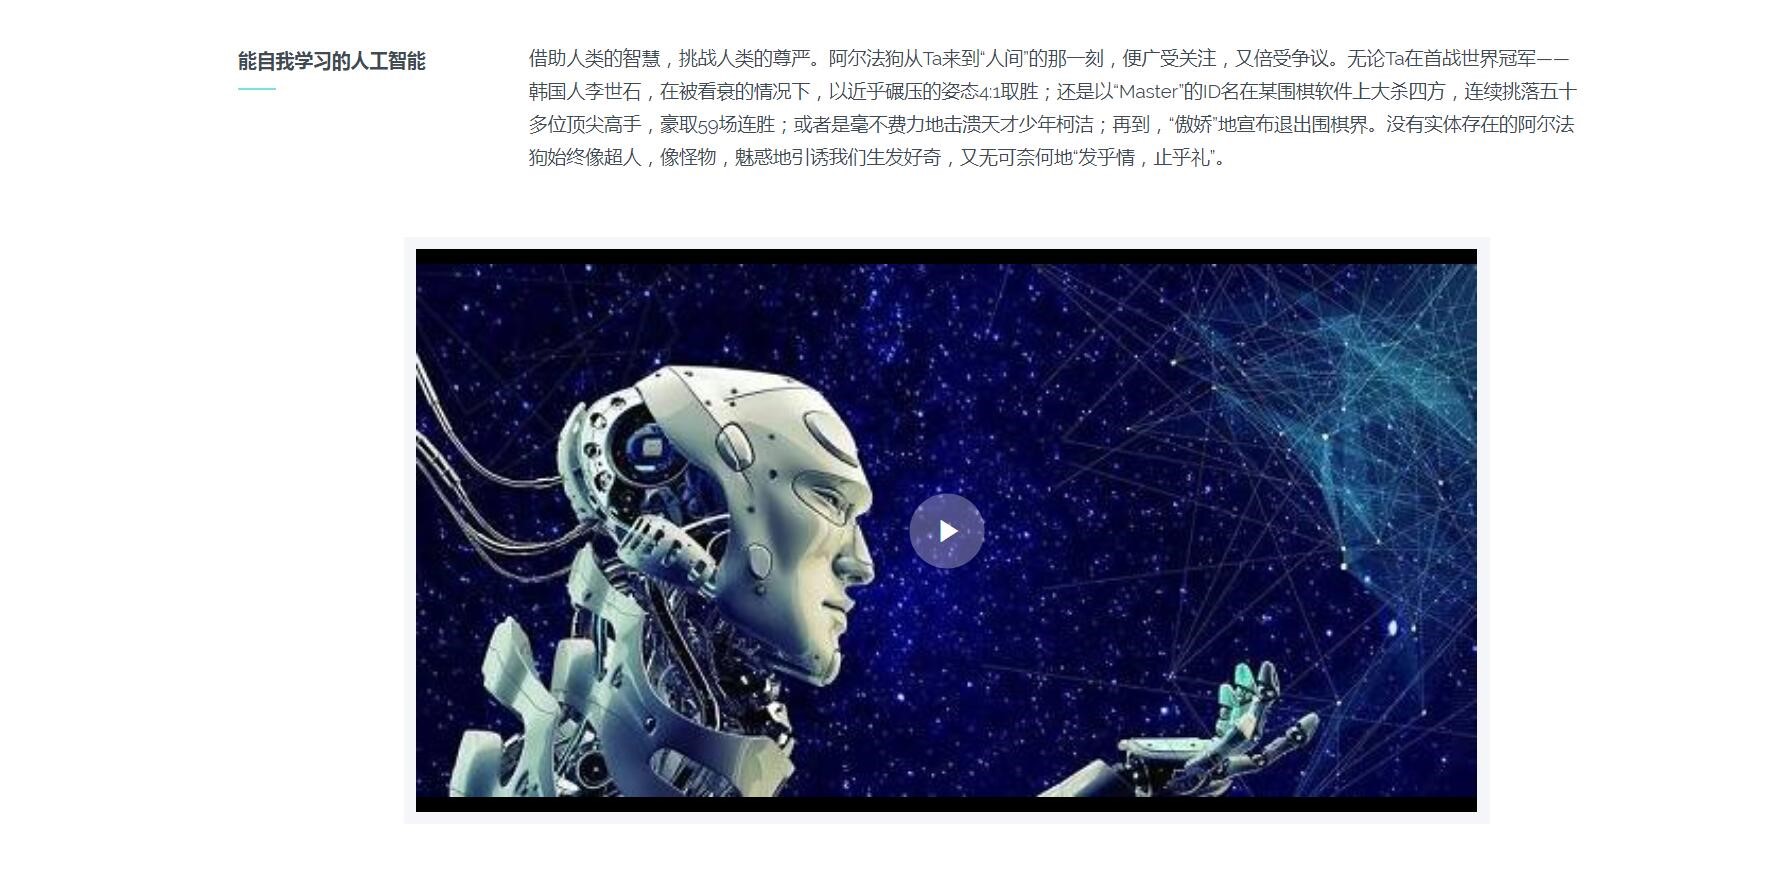 能自我学习的人工智能
借助人类的智慧，挑战人类的尊严。阿尔法狗从Ta来到“人间”的那一刻，便广受关注，又倍受争议。无论Ta在首战世界冠军——
韩国人李世石，在被看衰的情况下，以近乎碾压的姿态4:1取胜；还是以“Master”的ID名在某围棋软件上大杀四方，连续挑落五十
多位顶尖高手，豪取59场连胜；或者是毫不费力地击溃天才少年柯洁；再到，“傲娇”地宣布退出围棋界。没有实体存在的阿尔法
狗始终像超人，像怪物，魅惑地引诱我们生发好奇，又无可奈何地“发乎情，止乎礼”。